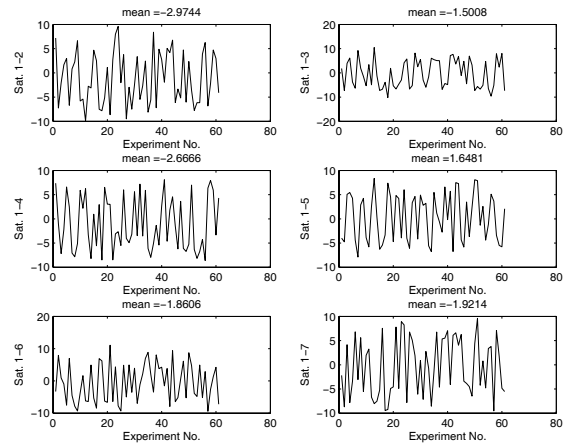 mean =−2.9744
10
5
0
−5
−10
Sat. 1−2
0 20 40 60 80
Experiment No.
mean =−1.5008
20
10
0
−10
−20
Sat. 1−3
0 20 40 60 80
Experiment No.
mean =−2.6666
10
5
0
−5
−10
Sat. 1−4
0 20 40 60 80
Experiment No.
mean =1.6481
10
5
0
−5
−10
Sat. 1−5
0 20 40 60 80
Experiment No.
mean =−1.8606
20
10
0
−10
Sat. 1−6
0 20 40 60 80
Experiment No.
mean =−1.9214
10
5
0
−5
−10
Sat. 1−7
0 20 40 60 80
Experiment No.